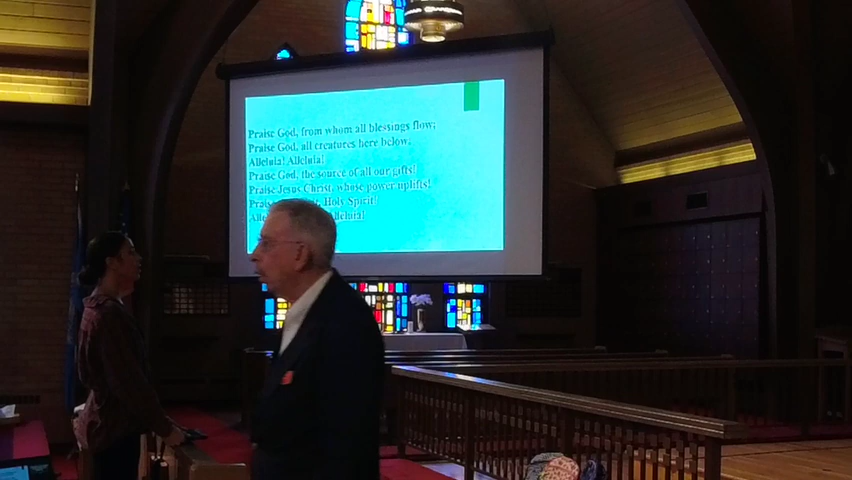 Praise God, from whom all blessings flow;
Praise God, all creatures here below.
Alleluia! Alleluia!
Praise God, the source of all our gifts!
Praise Jesus Christ, whose power uplifts!
Holy Spirit!
Alleluia!